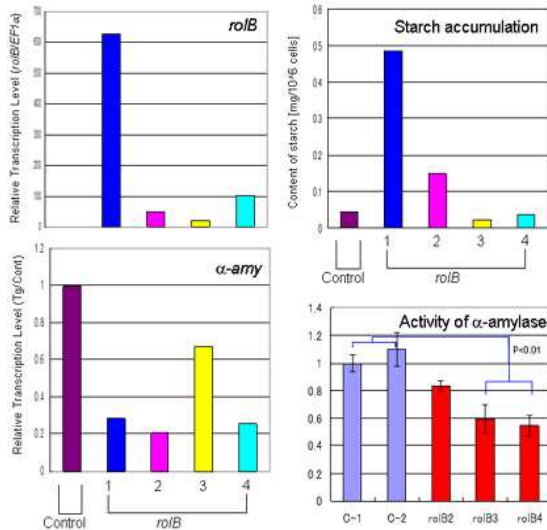 rolB
Relative Transcription Level (rolB/EF1α)
Starch accumulation
Content of starch [mg/10^6 cells]
0.6
0.5
0.4
0.3
0.2
0.1
0
Control
1
2
3
4
rolB
α-amy
Relative Transcription Level (Tg/Cont)
1.2
1
0.8
0.6
0.4
0.2
0
Control
1
2
3
4
rolB
Activity of α-amylase
P<0.01
1.4
1.2
1
0.8
0.6
0.4
0.2
0
C-1
C-2
rolB2
rolB3
rolB4